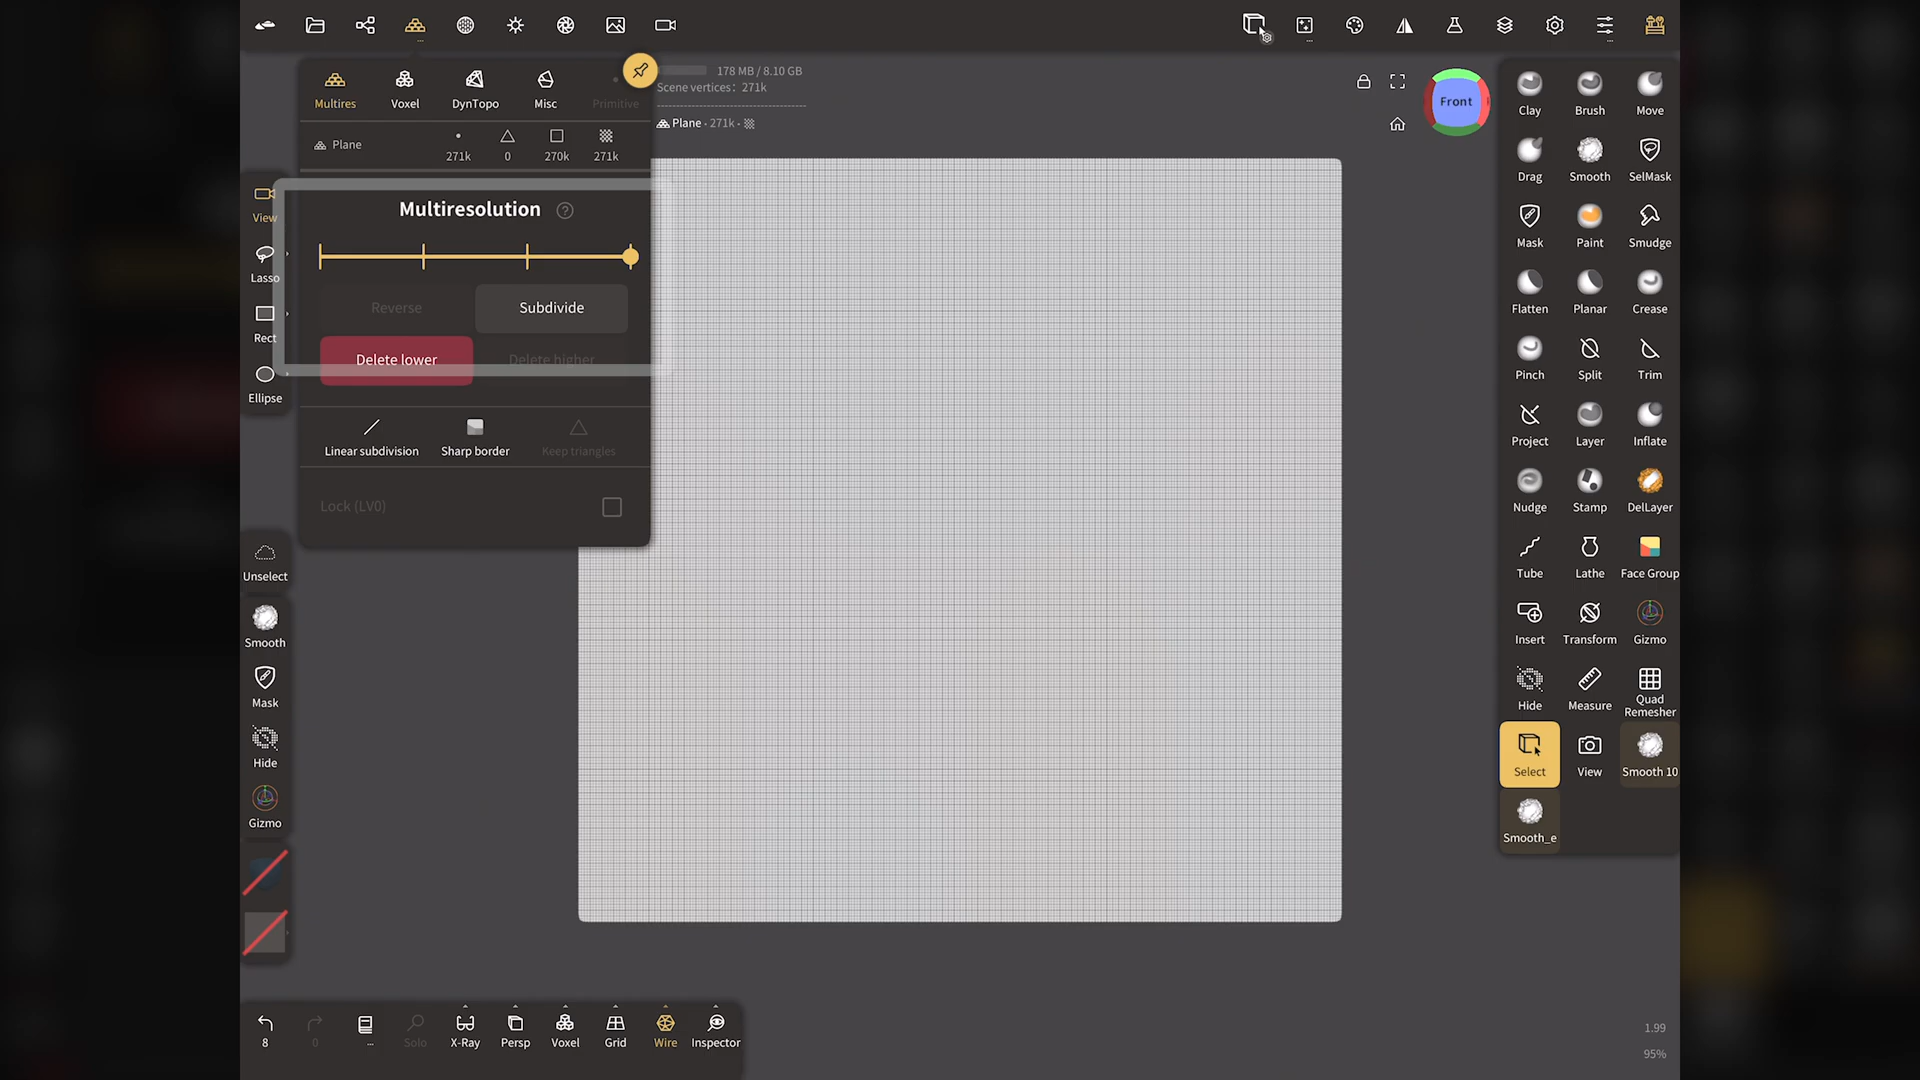 178 MB / 8.10 GB
Scene vertices: 271k
Plane • 271k •
Multires
Voxel
DynTopo
Misc
Primitive
Plane
271k
0
270k
271k
Multiresolution
?
Reverse
Subdivide
Delete lower
Delete higher
Linear subdivision
Sharp border
Keep triangles
Lock (LV0)
View
Lasso
Rect
Ellipse
Unselect
Smooth
Mask
Hide
Gizmo
Front
Clay
Brush
Move
Drag
Smooth
SelMask
Mask
Paint
Smudge
Flatten
Planar
Crease
Pinch
Split
Trim
Project
Layer
Inflate
Nudge
Stamp
DelLayer
Tube
Lathe
Face Group
Insert
Transform
Gizmo
Hide
Measure
Quad
Remesher
Select
View
Smooth 10
Smooth_e
8
0
...
Solo
X-Ray
Persp
Voxel
Grid
Wire
Inspector
1.99
95%